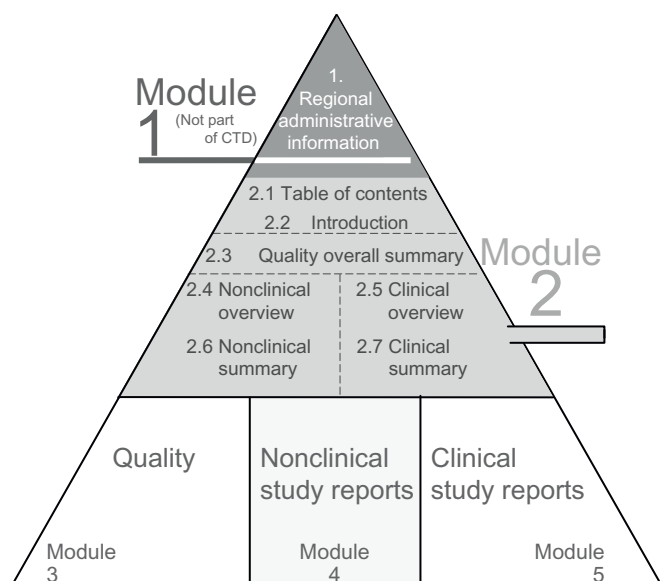 1.
Regional
administrative
information
Module
1 (Not part
of CTD)
2.1 Table of contents
2.2 Introduction
2.3 Quality overall summary
Module
2
2.4 Nonclinical
overview
2.5 Clinical
overview
2.6 Nonclinical
summary
2.7 Clinical
summary
Quality
Nonclinical
study reports
Clinical
study reports
Module
3
Module
4
Module
5